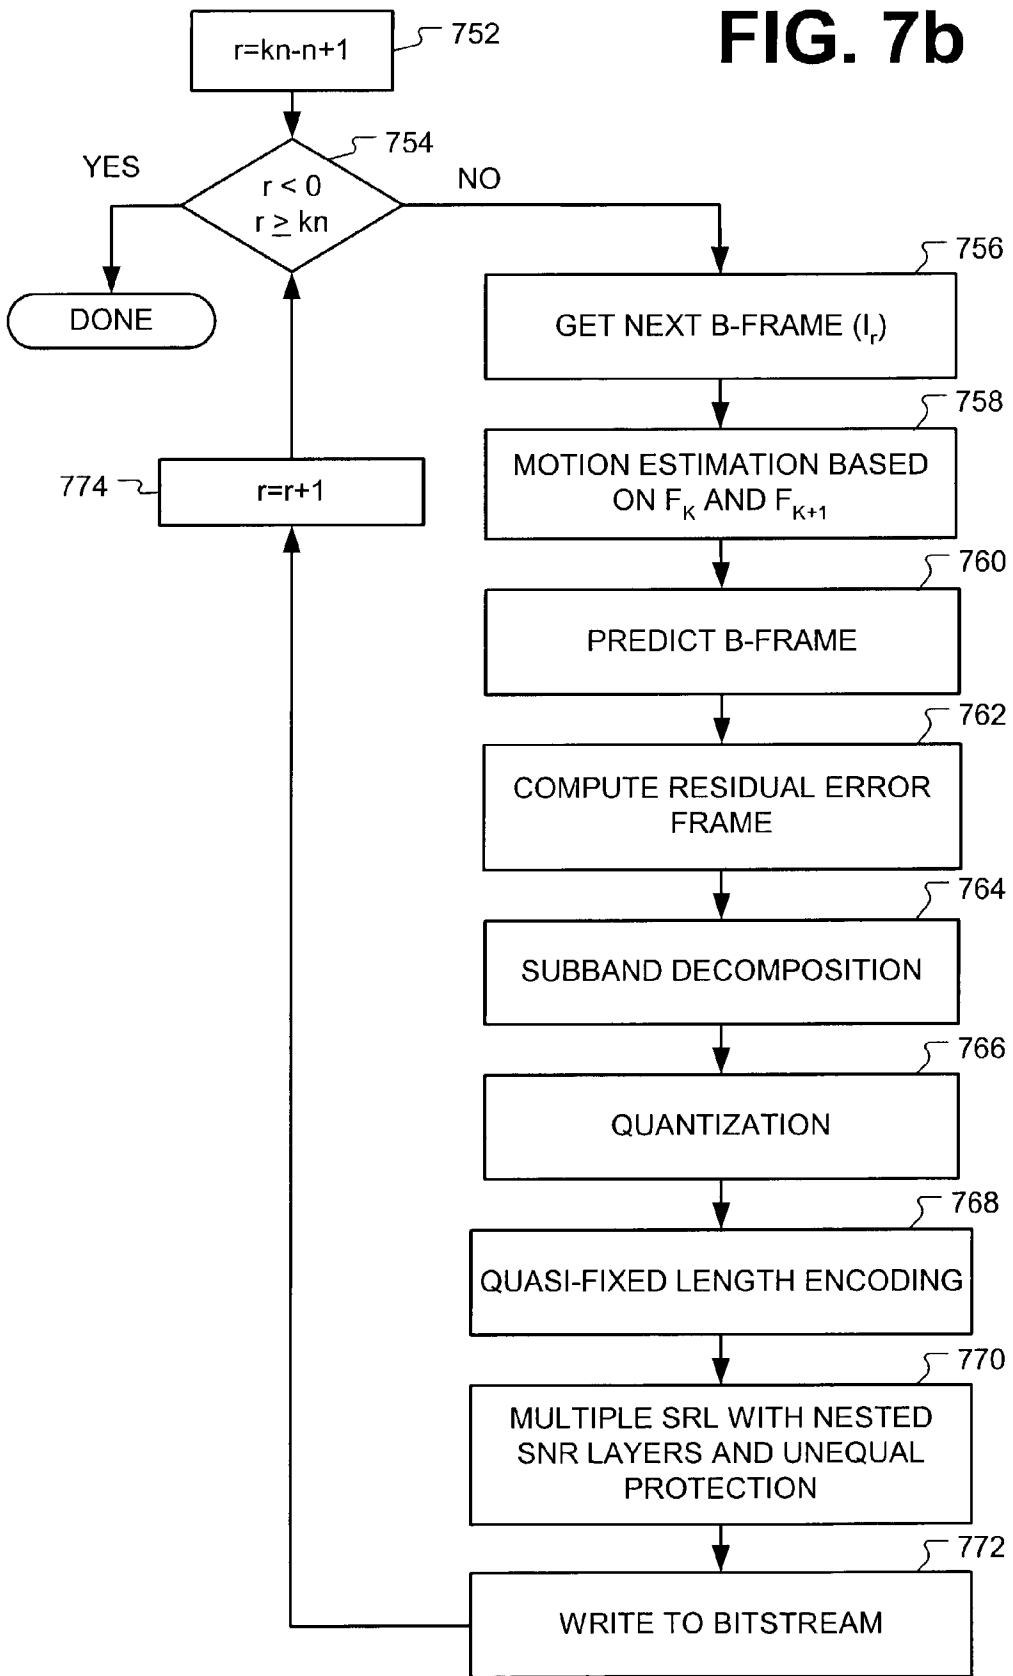 FIG. 7b
r=kn-n+1
752
754
YES
r < 0
r ≥ kn
NO
DONE
756
GET NEXT B-FRAME (Ir)
758
MOTION ESTIMATION BASED
ON FK AND FK+1
774
r=r+1
760
PREDICT B-FRAME
762
COMPUTE RESIDUAL ERROR
FRAME
764
SUBBAND DECOMPOSITION
766
QUANTIZATION
768
QUASI-FIXED LENGTH ENCODING
770
MULTIPLE SRL WITH NESTED
SNR LAYERS AND UNEQUAL
PROTECTION
772
WRITE TO BITSTREAM